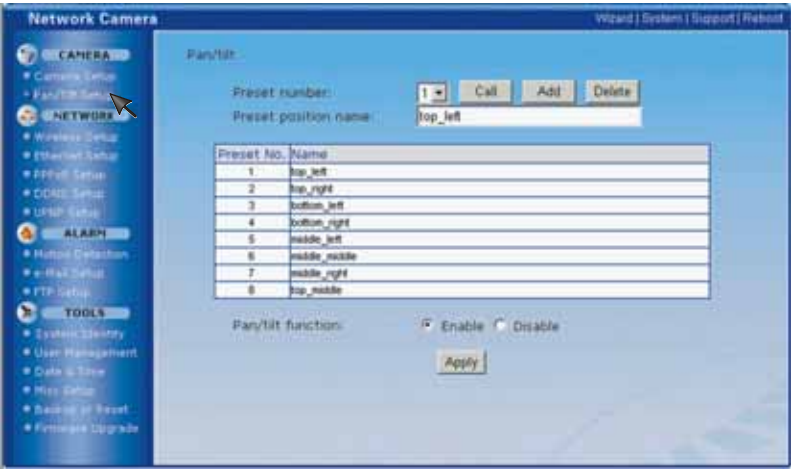 Network Camera
Wizard | System | Support | Reboot
CAMERA
Camera Setup
Pan/Tilt Setup
NETWORK
Wireless Setup
Ethernet Setup
PPPoE Setup
DDNS Setup
UPNP Setup
ALARM
Motion Detection
e-Mail Setup
FTP Setup
TOOLS
System Identity
User Management
Date & Time
Misc Setup
Backup or Reset
Firmware Upgrade
Pan/tilt
Preset number: 1 Call Add Delete
Preset position name: top_left
Preset No. Name
1 top_left
2 top_right
3 bottom_left
4 bottom_right
5 middle_left
6 middle_middle
7 middle_right
8 top_middle
Pan/tilt function: Enable Disable
Apply